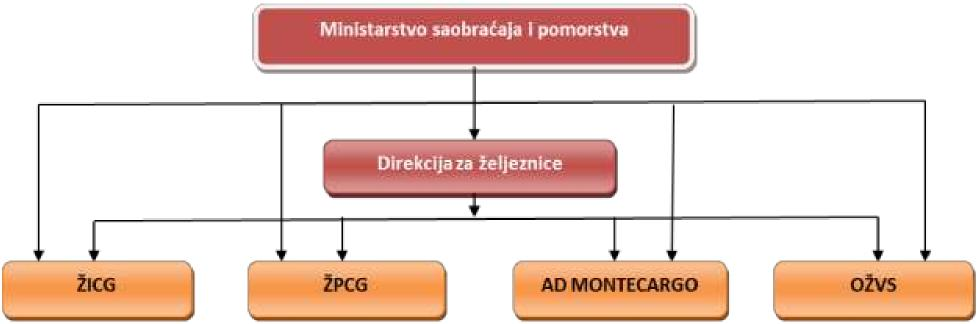 Ministarstvo saobraćaja i pomorstva
Direkcija za željeznice
ŽICG
ŽPCG
AD MONTECARGO
OŽVS